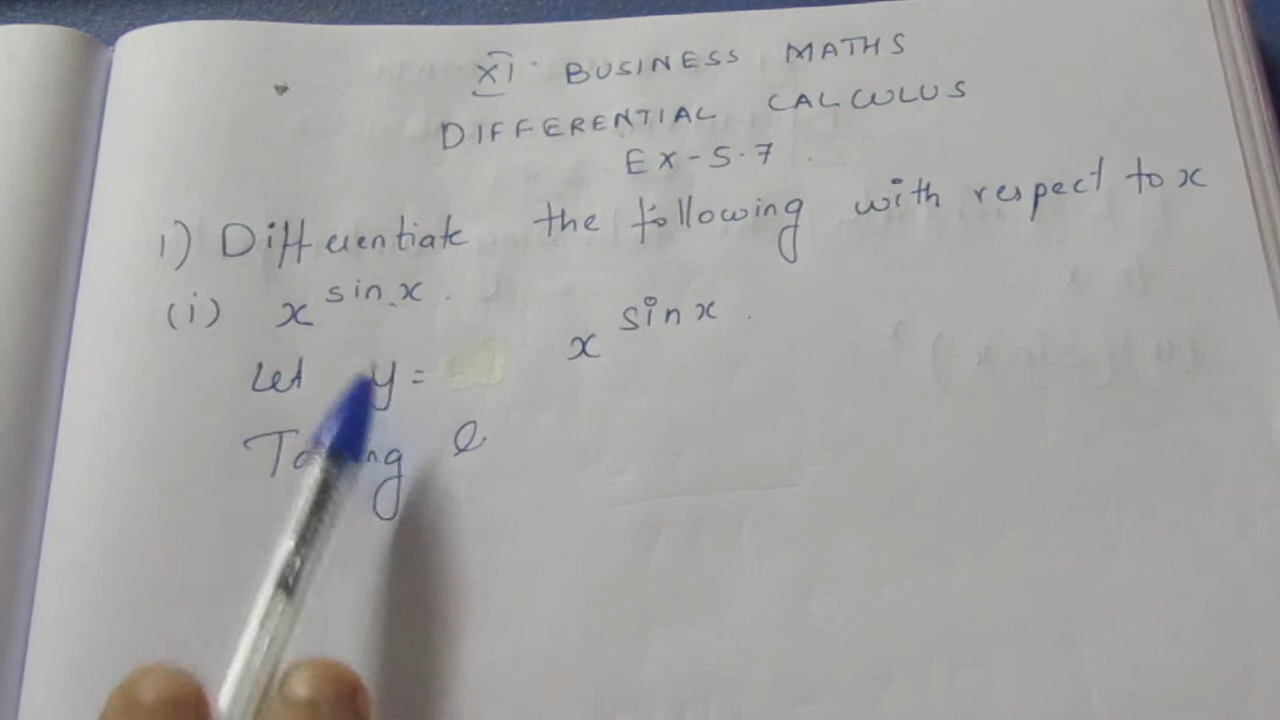 XI BUSINESS MATHS
DIFFERENTIAL CALCULUS
EX-5.7
1) Differentiate the following with respect to x
(i) x^sin x.
Let y = x^sin x.